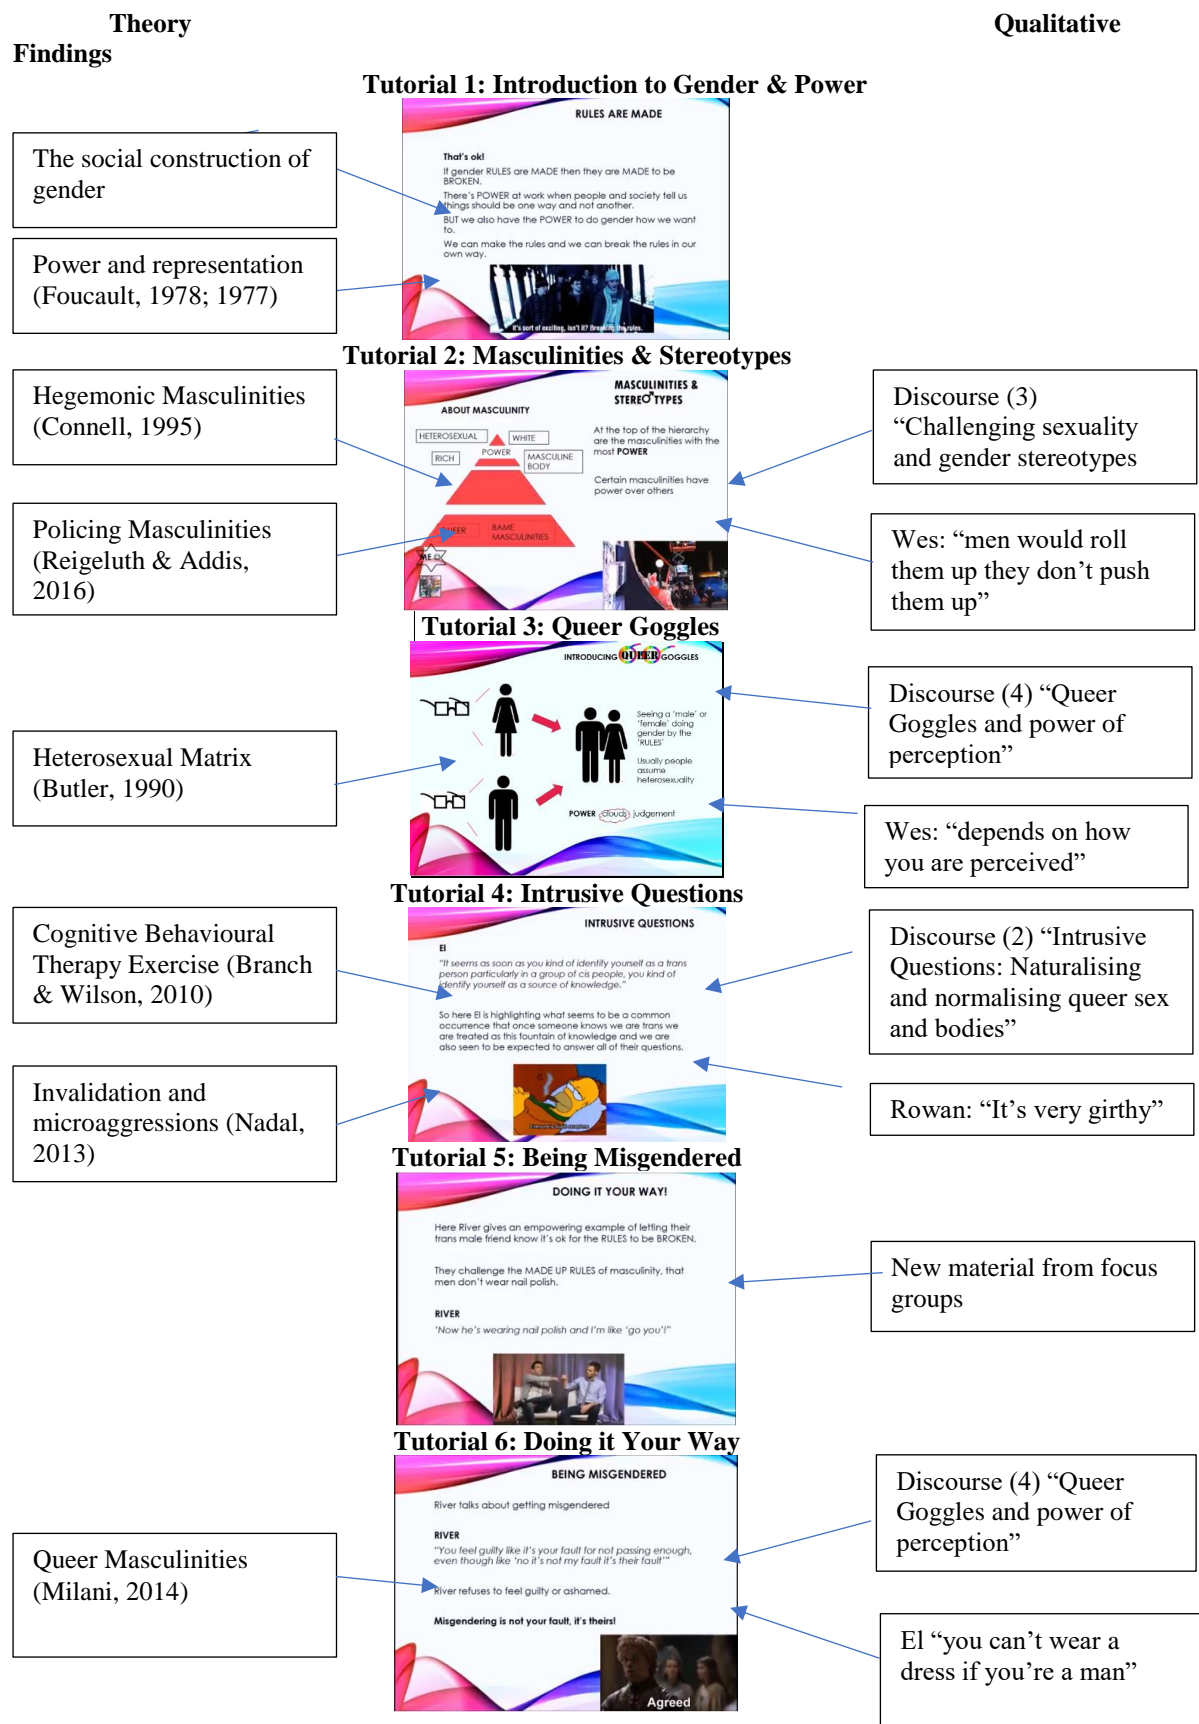 Theory Qualitative
Findings
Tutorial 1: Introduction to Gender & Power
The social construction of
gender
Power and representation
(Foucault, 1978; 1977)
RULES ARE MADE
That's ok!
If gender RULES are MADE then they are MADE to be
BROKEN.
There's POWER at work when people and society tell us
things should be one way and not another.
BUT we also have the POWER to do gender how we want
to.
We can make the rules and we can break the rules in our
own way.
It's sort of exciting, isn't it? Breaking the rules.
Tutorial 2: Masculinities & Stereotypes
Hegemonic Masculinities
(Connell, 1995)
Policing Masculinities
(Reigeluth & Addis,
2016)
MASCULINITIES &
STEREOTYPES
ABOUT MASCULINITY
HETEROSEXUAL
WHITE
POWER
RICH
MASCULINE
BODY
QUEER
BAME
MASCULINITIES
ME
At the top of the hierarchy
are the masculinities with the
most POWER
Certain masculinities have
power over others
Discourse (3)
“Challenging sexuality
and gender stereotypes
Wes: “men would roll
them up they don’t push
them up”
Tutorial 3: Queer Goggles
Heterosexual Matrix
(Butler, 1990)
INTRODUCING QUEER GOGGLES
Seeing a 'male' or
'female' doing
gender by the
'RULES'
Usually people
assume
heterosexuality
POWER clouds judgement
Discourse (4) “Queer
Goggles and power of
perception”
Wes: “depends on how
you are perceived”
Tutorial 4: Intrusive Questions
Cognitive Behavioural
Therapy Exercise (Branch
& Wilson, 2010)
Invalidation and
microaggressions (Nadal,
2013)
INTRUSIVE QUESTIONS
El
"It seems as soon as you kind of identify yourself as a trans
person particularly in a group of cis people, you kind of
identify yourself as a source of knowledge."
So here El is highlighting what seems to be a common
occurrence that once someone knows we are trans we
are treated as this fountain of knowledge and we are
also seen to be expected to answer all of their questions.
Discourse (2) “Intrusive
Questions: Naturalising
and normalising queer sex
and bodies”
Rowan: “It’s very girthy”
Tutorial 5: Being Misgendered
DOING IT YOUR WAY!
Here River gives an empowering example of letting their
trans male friend know it's ok for the RULES to be BROKEN.
They challenge the MADE UP RULES of masculinity, that
men don't wear nail polish.
RIVER
'Now he's wearing nail polish and I'm like 'go you'!"
New material from focus
groups
Tutorial 6: Doing it Your Way
Queer Masculinities
(Milani, 2014)
BEING MISGENDERED
River talks about getting misgendered
RIVER
"You feel guilty like it's your fault for not passing enough,
even though like 'no it's not my fault it's their fault'"
River refuses to feel guilty or ashamed.
Misgendering is not your fault, it's theirs!
Agreed
Discourse (4) “Queer
Goggles and power of
perception”
El “you can’t wear a
dress if you’re a man”